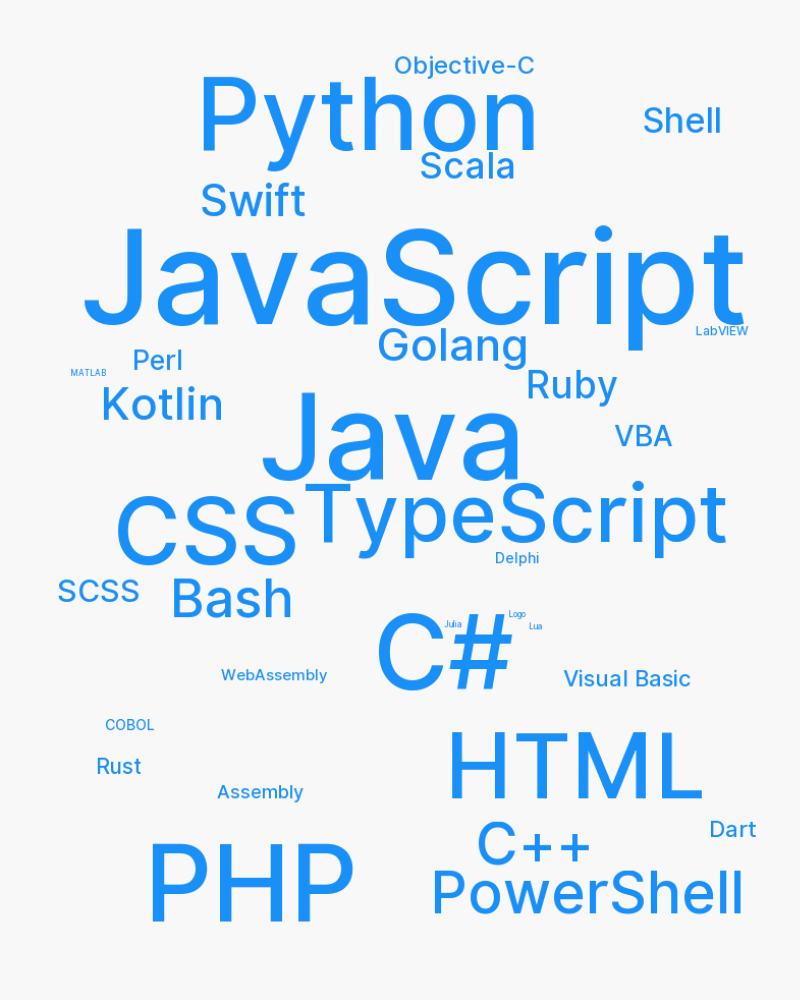 Objective-C
Python
Shell
Scala
Swift
JavaScript
LabVIEW
Golang
Perl
MATLAB
Ruby
Kotlin
Java
VBA
TypeScript
CSS
Delphi
SCSS
Bash
C#
Julia
Logo
Lua
WebAssembly
Visual Basic
COBOL
Rust
HTML
Assembly
Dart
C++
PHP
PowerShell